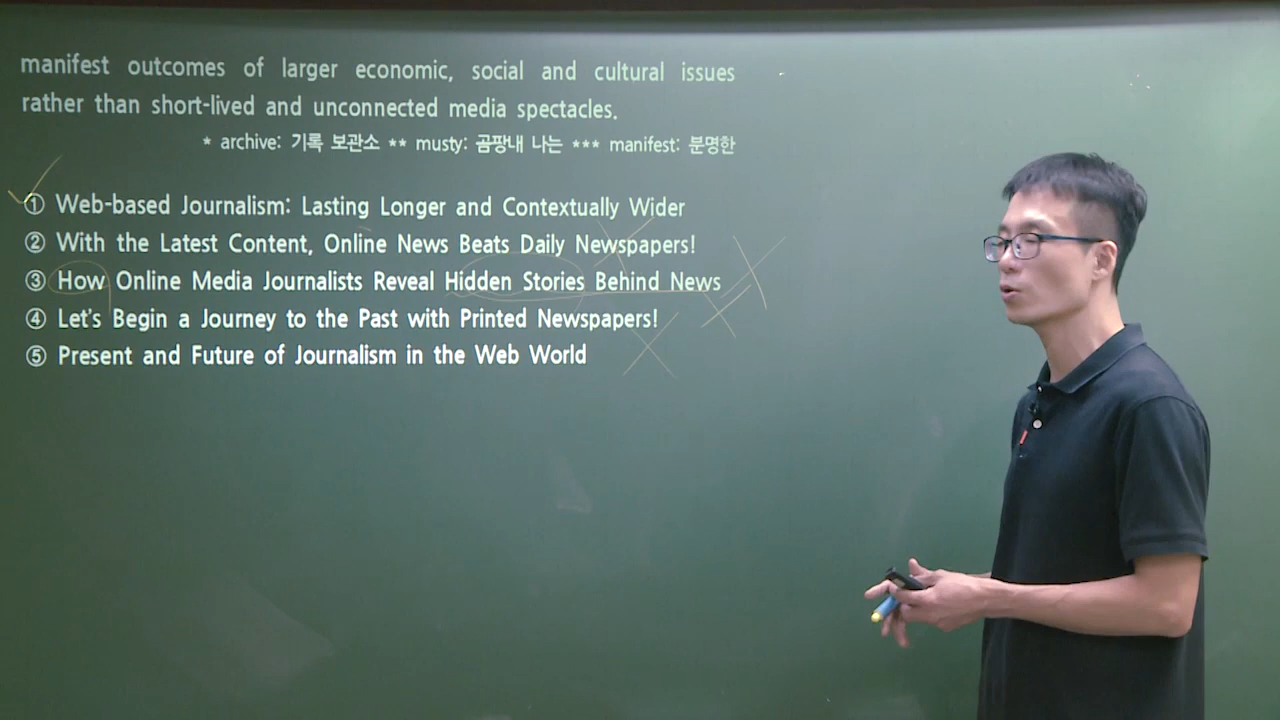 manifest outcomes of larger economic, social and cultural issues
rather than short-lived and unconnected media spectacles.
* archive: 기록 보관소 ** musty: 곰팡내 나는 *** manifest: 분명한
① Web-based Journalism: Lasting Longer and Contextually Wider
② With the Latest Content, Online News Beats Daily Newspapers!
③ How Online Media Journalists Reveal Hidden Stories Behind News
④ Let's Begin a Journey to the Past with Printed Newspapers!
⑤ Present and Future of Journalism in the Web World